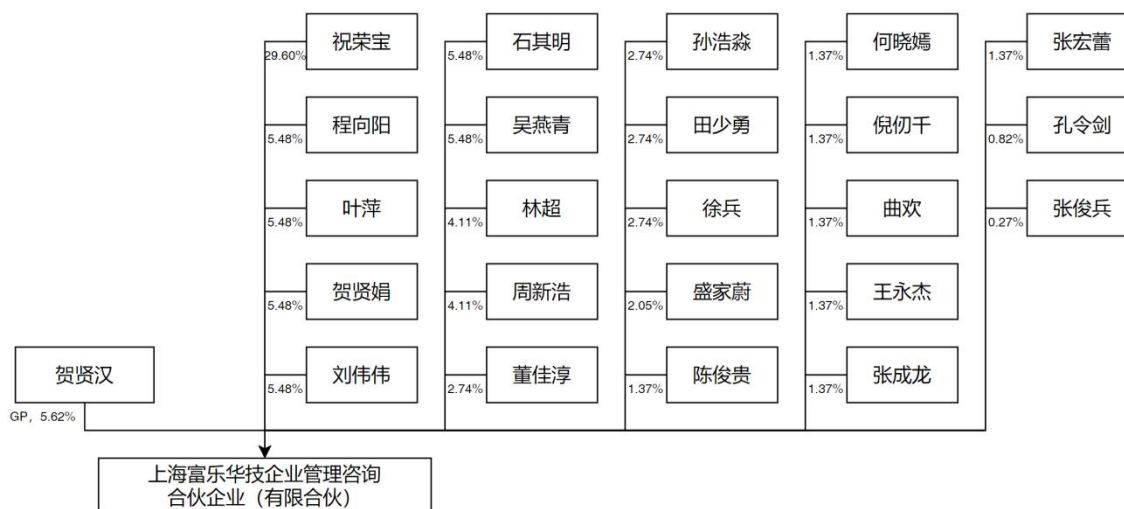 祝荣宝
29.60%
石其明
5.48%
孙浩淼
2.74%
何晓嫣
1.37%
张宏蕾
1.37%
程向阳
5.48%
吴燕青
5.48%
田少勇
2.74%
倪仞千
1.37%
孔令剑
0.82%
叶萍
5.48%
林超
4.11%
徐兵
2.74%
曲欢
1.37%
张俊兵
0.27%
贺贤娟
5.48%
周新浩
4.11%
盛家蔚
2.05%
王永杰
1.37%
刘伟伟
5.48%
董佳淳
2.74%
陈俊贵
1.37%
张成龙
1.37%
贺贤汉
GP，5.62%
上海富乐华技企业管理咨询
合伙企业（有限合伙）